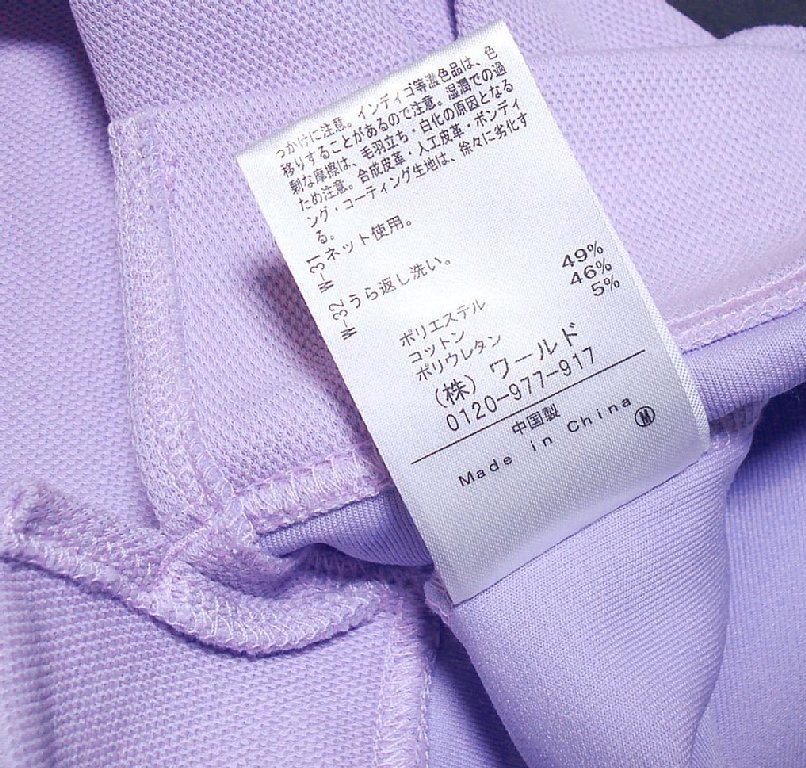 っかけに注意。インディゴ等濃色品は、色
移りすることがあるので注意。湿潤での過
剰な摩擦は、毛羽立ち・白化の原因となる
ため注意。合成皮革・人工皮革・ボンディ
ング・コーティング生地は、徐々に劣化す
る。
W-31 ネット使用。
W-32 うら返し洗い。
ポリエステル 49%
コットン 46%
ポリウレタン 5%
(株) ワールド
0120-977-917
中国製
Made in China Ⓜ